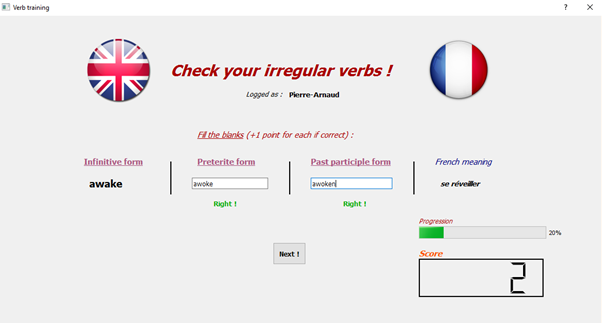 Verb training
Check your irregular verbs !
Logged as : Pierre-Arnaud
Fill the blanks (+1 point for each if correct) :
Infinitive form Preterite form Past participle form French meaning
awake awoke awoken se réveiller
Right ! Right !
Progression
20%
Next !
Score
2